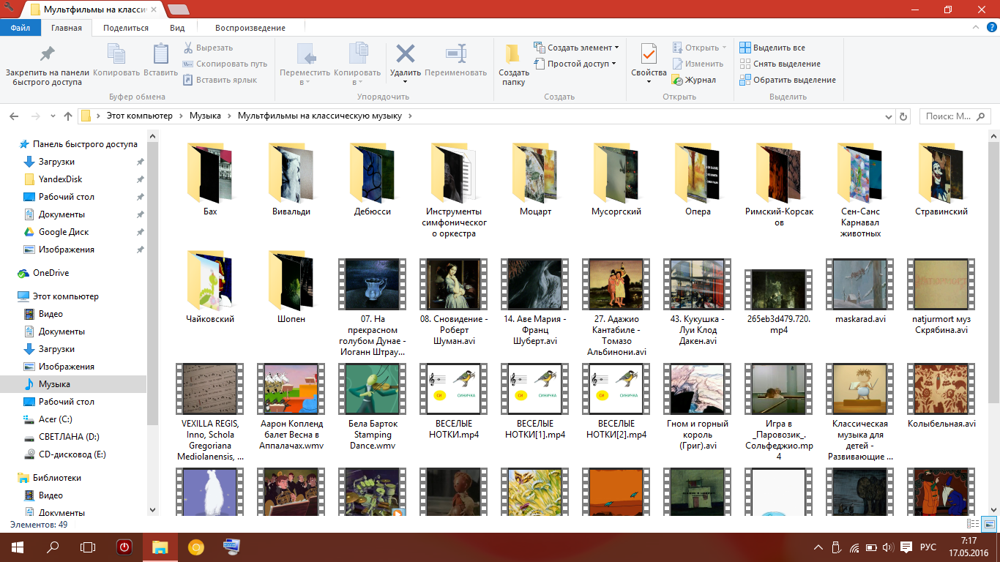 Мультфильмы на классич
Файл
Главная
Поделиться
Вид
Воспроизведение
Закрепить на панели
быстрого доступа
Копировать
Вставить
Вырезать
Скопировать путь
Вставить ярлык
Буфер обмена
Переместить
в
Копировать
в
Удалить
Переименовать
Упорядочить
Создать
папку
Создать элемент
Простой доступ
Создать
Свойства
Открыть
Изменить
Журнал
Открыть
Выделить все
Снять выделение
Обратить выделение
Выделить
Этот компьютер
Музыка
Мультфильмы на классическую музыку
Поиск: М...
Панель быстрого доступа
Загрузки
YandexDisk
Рабочий стол
Документы
Google Диск
Изображения
OneDrive
Этот компьютер
Видео
Документы
Загрузки
Изображения
Музыка
Рабочий стол
Acer (C:)
СВЕТЛАНА (D:)
CD-дисковод (E:)
Библиотеки
Видео
Документы
Бах
Вивальди
Дебюсси
Инструменты
симфоническог
о оркестра
Моцарт
Мусоргский
Опера
Римский-Корсак
ов
Сен-Санс
Карнавал
животных
Стравинский
Чайковский
Шопен
07. На
прекрасном
голубом Дунае -
Иоганн Штрау...
08. Сновидение -
Роберт
Шуман.avi
14. Аве Мария -
Франц
Шуберт.avi
27. Адажио
Кантабиле -
Томазо
Альбинони.avi
43. Кукушка -
Луи Клод
Дакен.avi
265eb3d479.720.
mp4
maskarad.avi
НАТЮРМОРТ
natjurmort муз
Скрябина.avi
VEXILLA REGIS,
Inno, Schola
Gregoriana
Mediolanensis, ...
Аарон Копленд
балет Весна в
Аппалачах.wmv
Бела Барток
Stamping
Dance.wmv
СИ
СИНИЧКА
ВЕСЕЛЫЕ
НОТКИ.mp4
СИ
СИНИЧКА
ВЕСЕЛЫЕ
НОТКИ[1].mp4
СИ
СИНИЧКА
ВЕСЕЛЫЕ
НОТКИ[2].mp4
Гном и горный
король
(Григ).avi
Игра в
_Паровозик_.
Сольфеджио.mp
4
Классическая
музыка для
детей -
Развивающие ...
Колыбельная.avi
Элементов: 49
РУС
7:17
17.05.2016